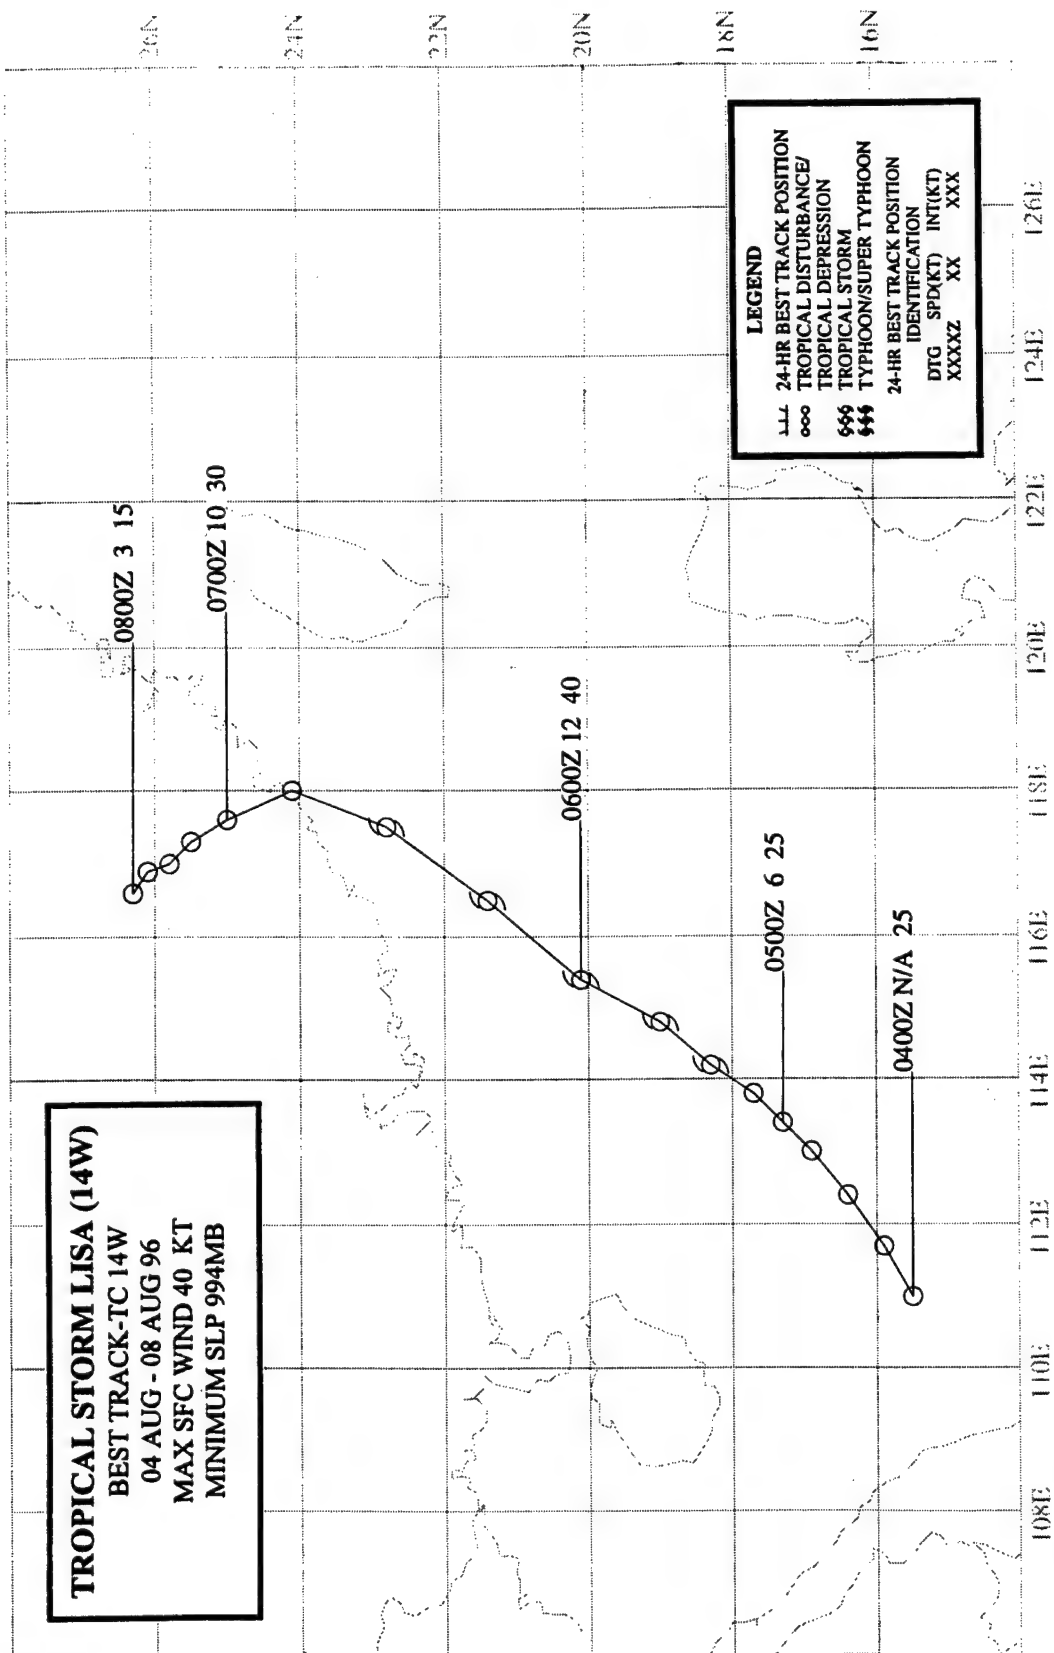 TROPICAL STORM LISA (14W)
BEST TRACK-TC 14W
04 AUG - 08 AUG 96
MAX SFC WIND 40 KT
MINIMUM SLP 994MB
0800Z 3 15
0700Z 10 30
0600Z 12 40
0500Z 6 25
0400Z N/A 25
LEGEND
24-HR BEST TRACK POSITION
TROPICAL DISTURBANCE/
TROPICAL DEPRESSION
TROPICAL STORM
TYPHOON/SUPER TYPHOON
24-HR BEST TRACK POSITION
IDENTIFICATION
DTG SPD(KT) INT(KT)
XXXXZ XX XXX
26N
24N
22N
20N
18N
16N
108E
110E
112E
114E
116E
118E
120E
122E
124E
126E